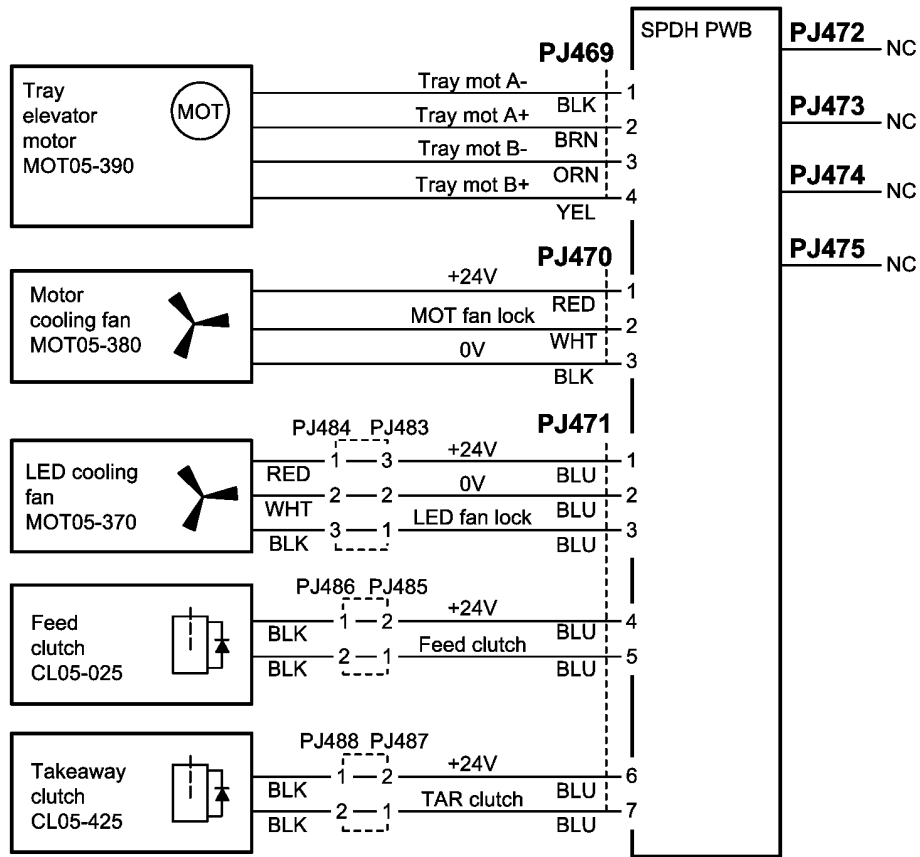 SPDH PWB
PJ472
NC
PJ473
NC
PJ474
NC
PJ475
NC
PJ469
Tray
elevator
motor
MOT05-390
MOT
Tray mot A-
BLK
1
Tray mot A+
BRN
2
Tray mot B-
ORN
3
Tray mot B+
YEL
4
PJ470
Motor
cooling fan
MOT05-380
+24V
RED
1
MOT fan lock
WHT
2
0V
BLK
3
PJ471
PJ484 PJ483
LED cooling
fan
MOT05-370
RED
1 3
+24V
BLU
1
WHT
2 2
0V
BLU
2
BLK
3 1
LED fan lock
BLU
3
PJ486 PJ485
Feed
clutch
CL05-025
BLK
1 2
+24V
BLU
4
BLK
2 1
Feed clutch
BLU
5
PJ488 PJ487
Takeaway
clutch
CL05-425
BLK
1 2
+24V
BLU
6
BLK
2 1
TAR clutch
BLU
7